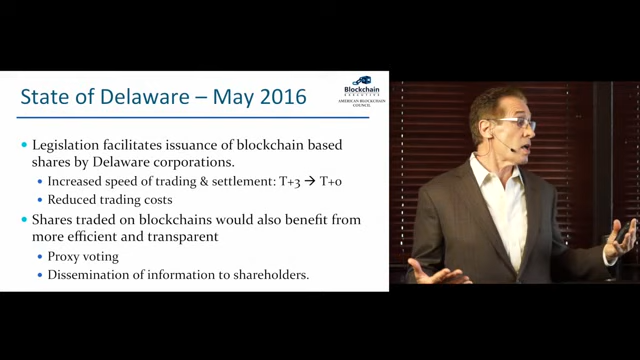 State of Delaware – May 2016
Blockchain
EXECUTIVE
AMERICAN BLOCKCHAIN
COUNCIL
Legislation facilitates issuance of blockchain based
shares by Delaware corporations.
Increased speed of trading & settlement: T+3 → T+0
Reduced trading costs
Shares traded on blockchains would also benefit from
more efficient and transparent
Proxy voting
Dissemination of information to shareholders.